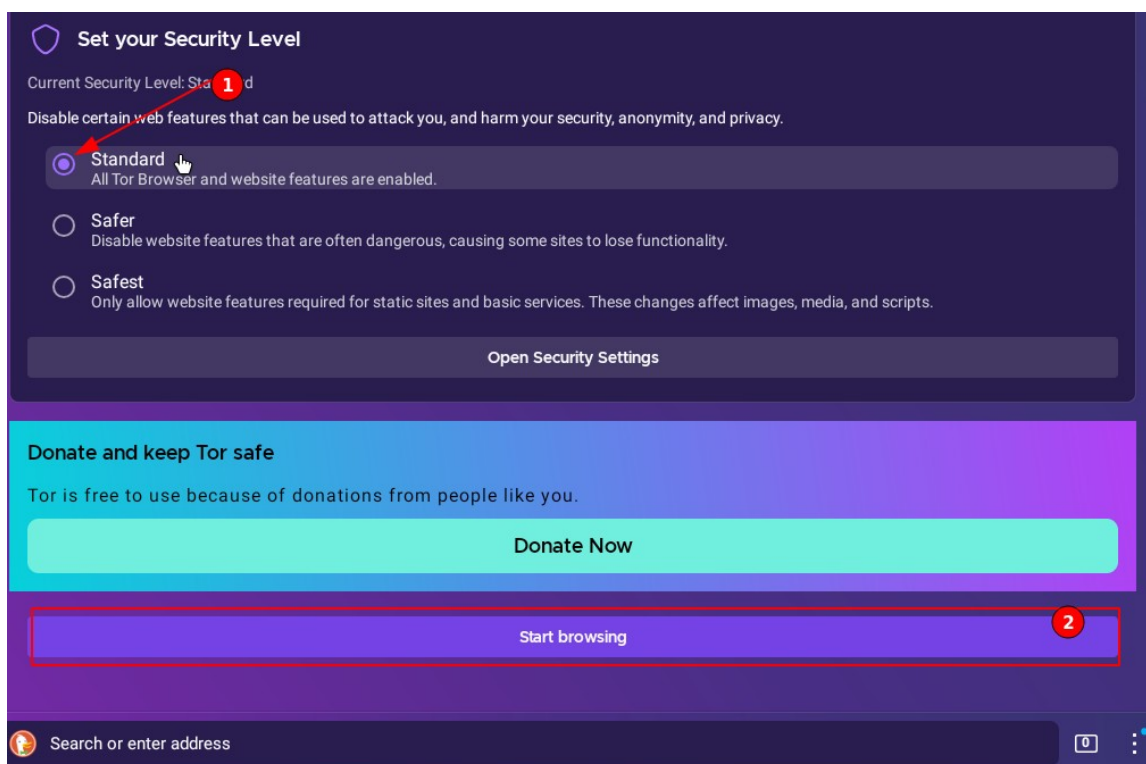 Set your Security Level
Current Security Level: Sta d
1
Disable certain web features that can be used to attack you, and harm your security, anonymity, and privacy.
Standard
All Tor Browser and website features are enabled.
Safer
Disable website features that are often dangerous, causing some sites to lose functionality.
Safest
Only allow website features required for static sites and basic services. These changes affect images, media, and scripts.
Open Security Settings
Donate and keep Tor safe
Tor is free to use because of donations from people like you.
Donate Now
2
Start browsing
Search or enter address
0